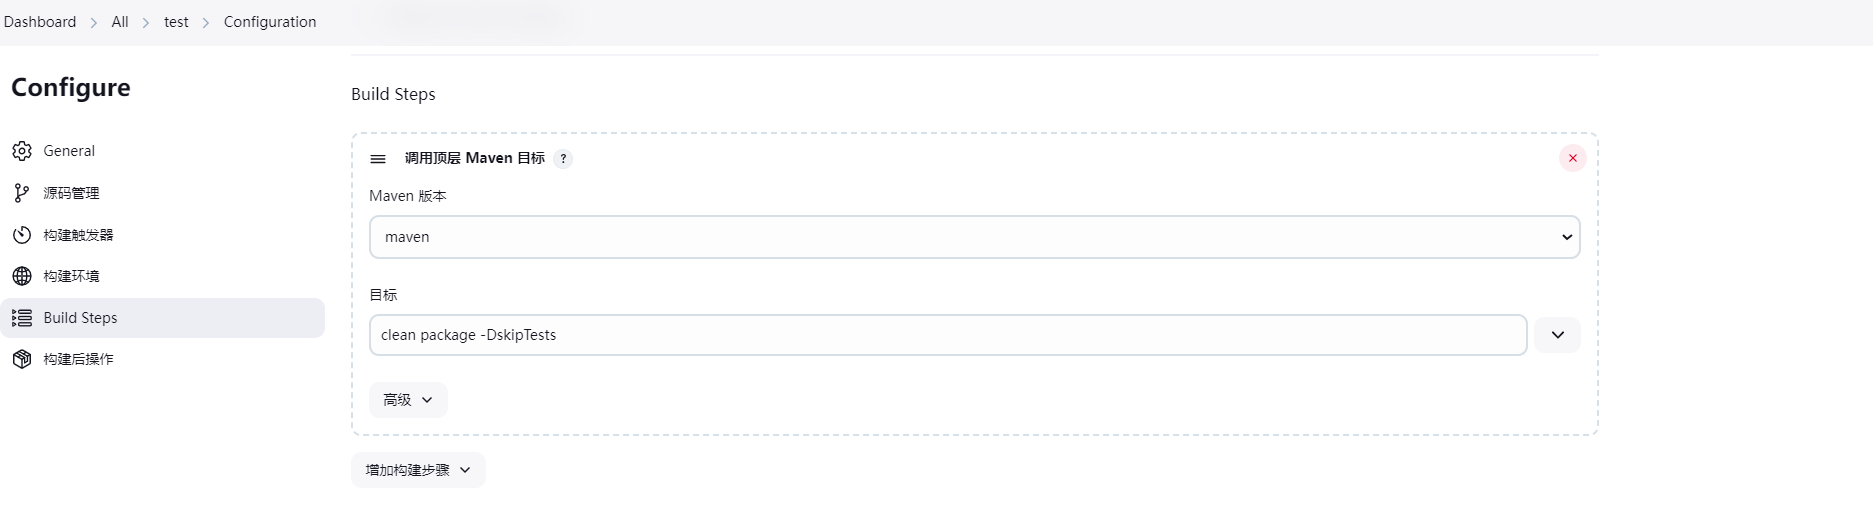 Dashboard > All > test > Configuration
Configure
General
源码管理
构建触发器
构建环境
Build Steps
构建后操作
Build Steps
调用顶层 Maven 目标 ?
Maven 版本
maven
目标
clean package -DskipTests
高级
增加构建步骤